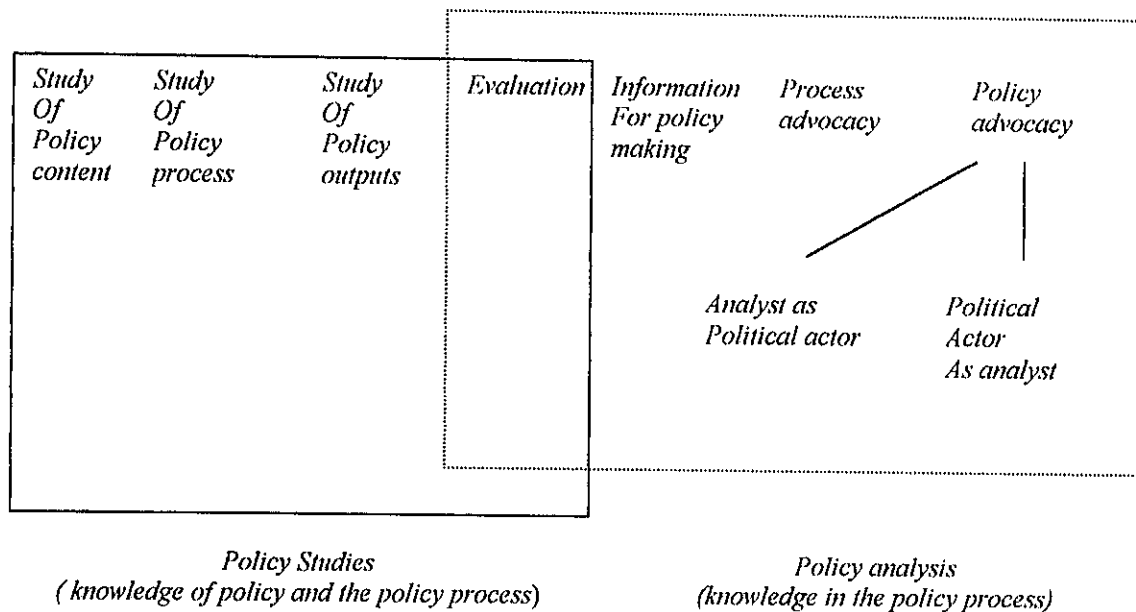 Study
Of
Policy
content
Study
Of
Policy
process
Study
Of
Policy
outputs
Evaluation
Information
For policy
making
Process
advocacy
Policy
advocacy
Analyst as
Political actor
Political
Actor
As analyst
Policy Studies
( knowledge of policy and the policy process)
Policy analysis
(knowledge in the policy process)